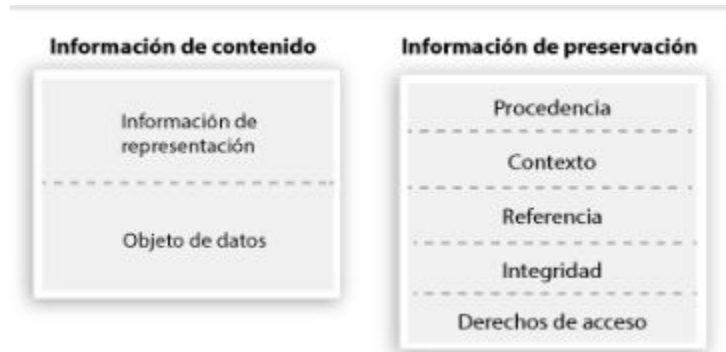 Información de contenido
Información de
representación
Objeto de datos
Información de preservación
Procedencia
Contexto
Referencia
Integridad
Derechos de acceso